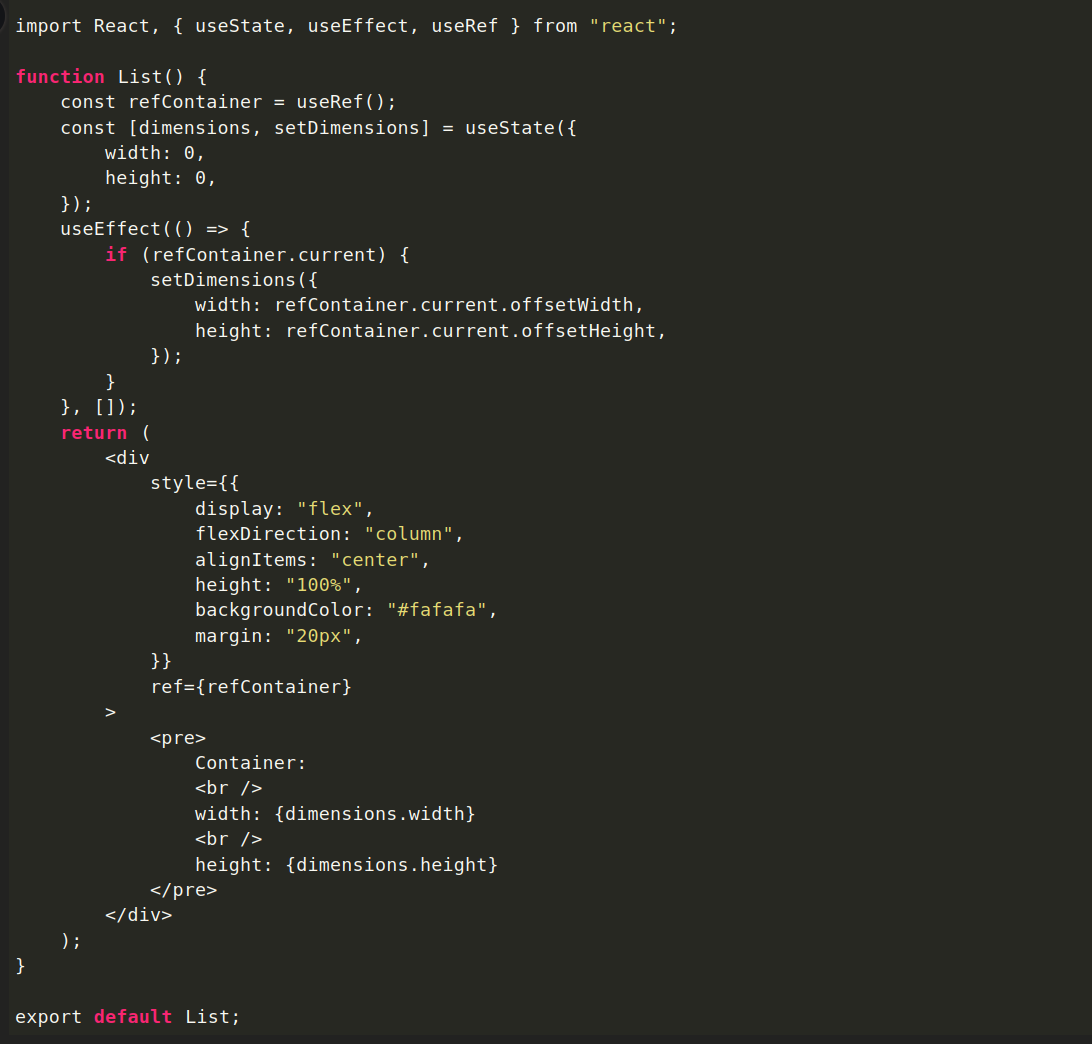 import React, { useState, useEffect, useRef } from "react";

function List() {
    const refContainer = useRef();
    const [dimensions, setDimensions] = useState({
        width: 0,
        height: 0,
    });
    useEffect(() => {
        if (refContainer.current) {
            setDimensions({
                width: refContainer.current.offsetWidth,
                height: refContainer.current.offsetHeight,
            });
        }
    }, []);
    return (
        <div
            style={{
                display: "flex",
                flexDirection: "column",
                alignItems: "center",
                height: "100%",
                backgroundColor: "#fafafa",
                margin: "20px",
            }}
            ref={refContainer}
        >
            <pre>
                Container:
                <br />
                width: {dimensions.width}
                <br />
                height: {dimensions.height}
            </pre>
        </div>
    );
}

export default List;